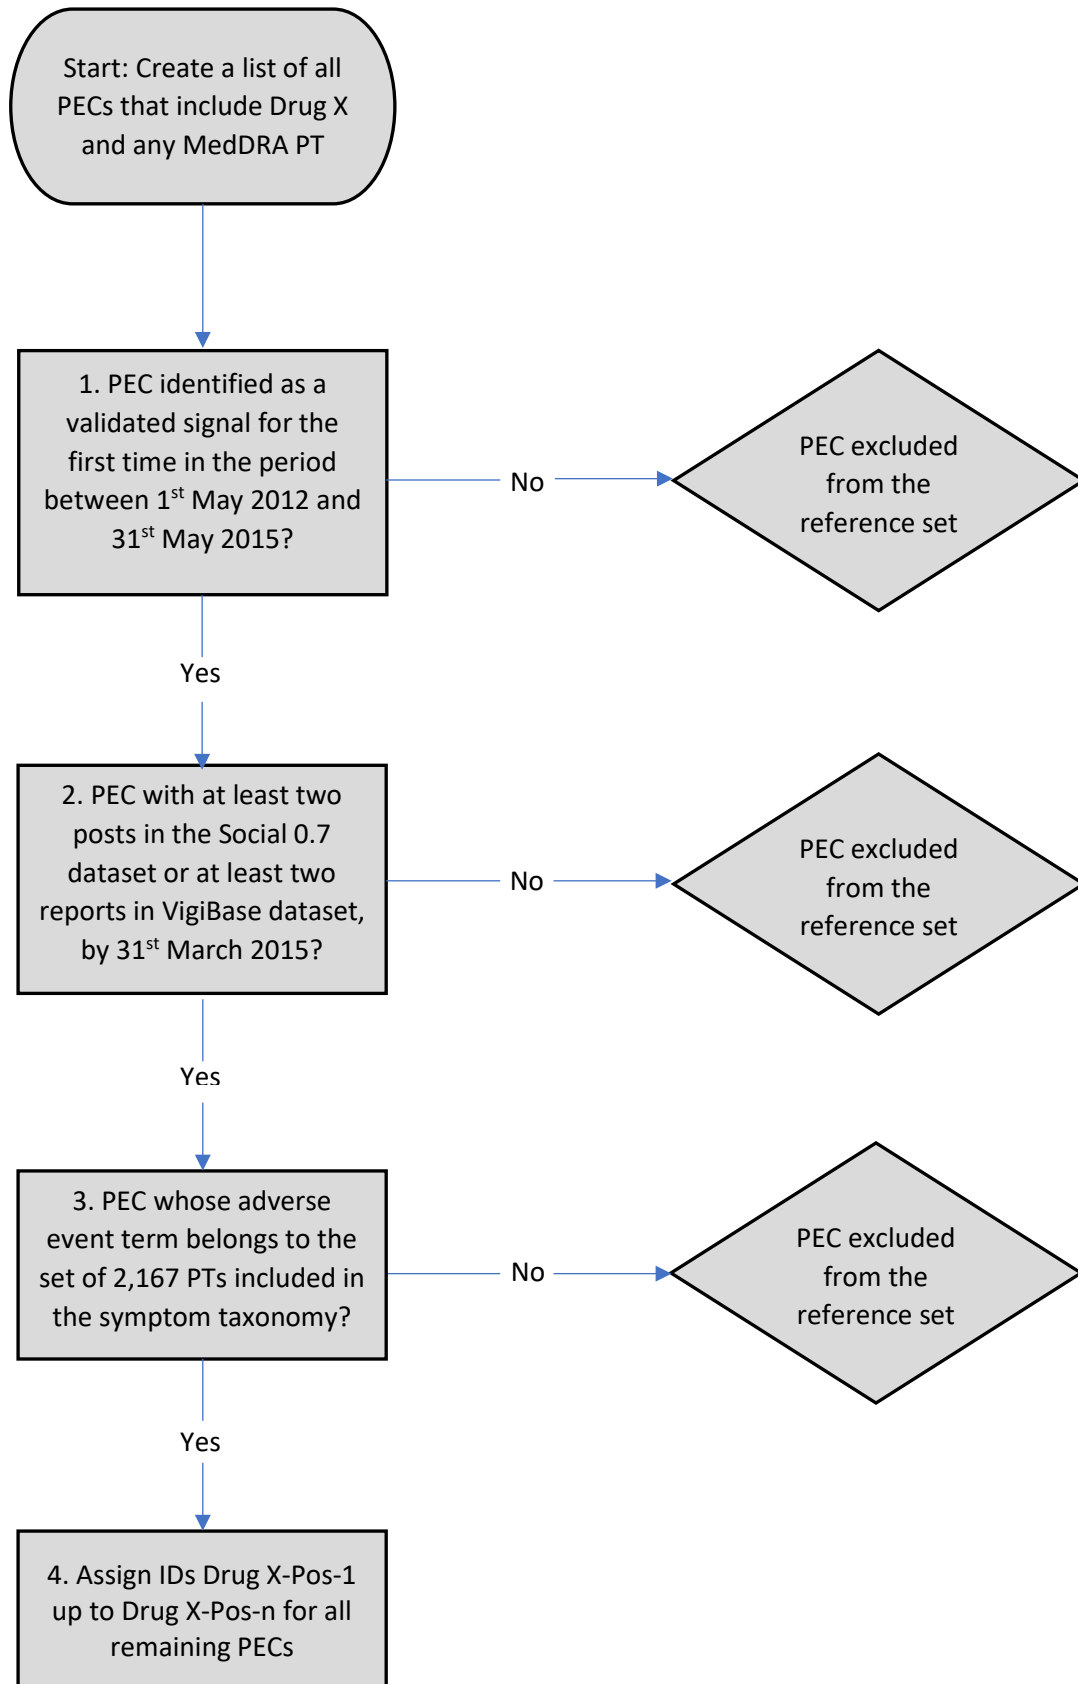 Start: Create a list of all
PECs that include Drug X
and any MedDRA PT
1. PEC identified as a
validated signal for the
first time in the period
between 1st May 2012 and
31st May 2015?
No
PEC excluded
from the
reference set
Yes
2. PEC with at least two
posts in the Social 0.7
dataset or at least two
reports in VigiBase dataset,
by 31st March 2015?
No
PEC excluded
from the
reference set
Yes
3. PEC whose adverse
event term belongs to the
set of 2,167 PTs included in
the symptom taxonomy?
No
PEC excluded
from the
reference set
Yes
4. Assign IDs Drug X-Pos-1
up to Drug X-Pos-n for all
remaining PECs